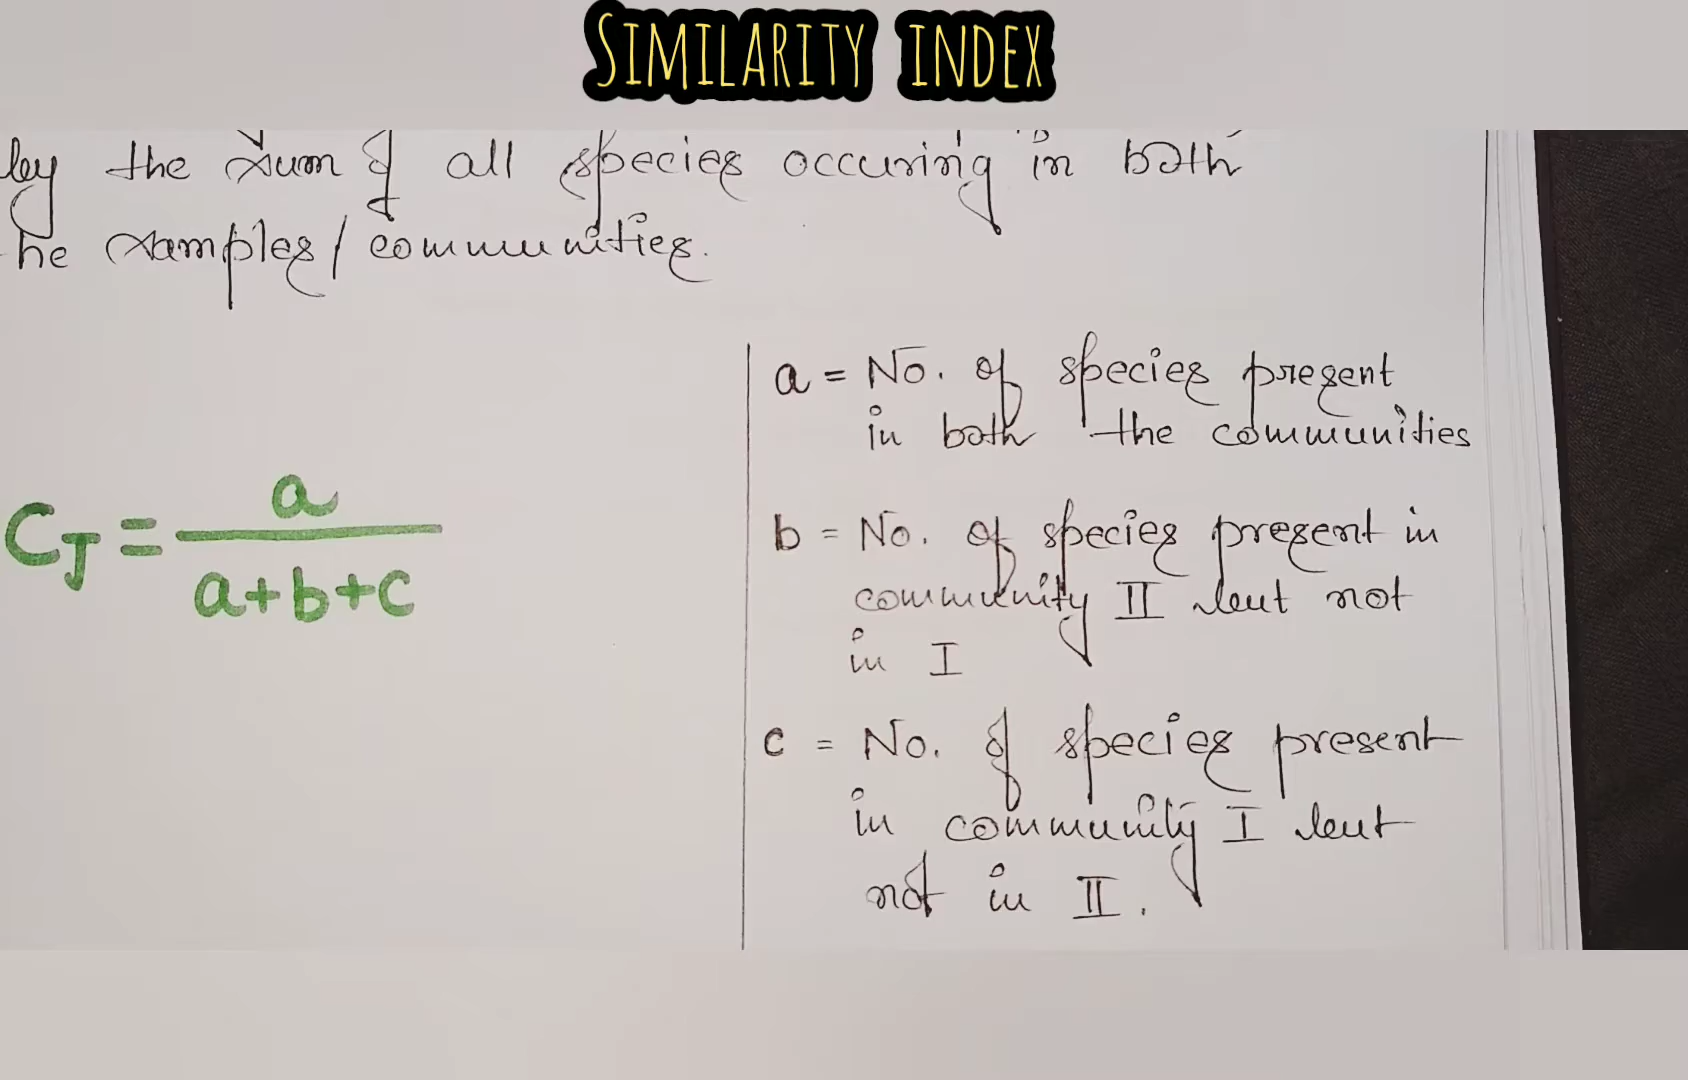 SIMILARITY INDEX
by the sum of all species occuring in both
he samples/communities.
a = No. of species present
in both the communities
b = No. of species present in
community II but not
in I
c = No. of species present
in community I but
not in II.
CJ = a
a+b+c